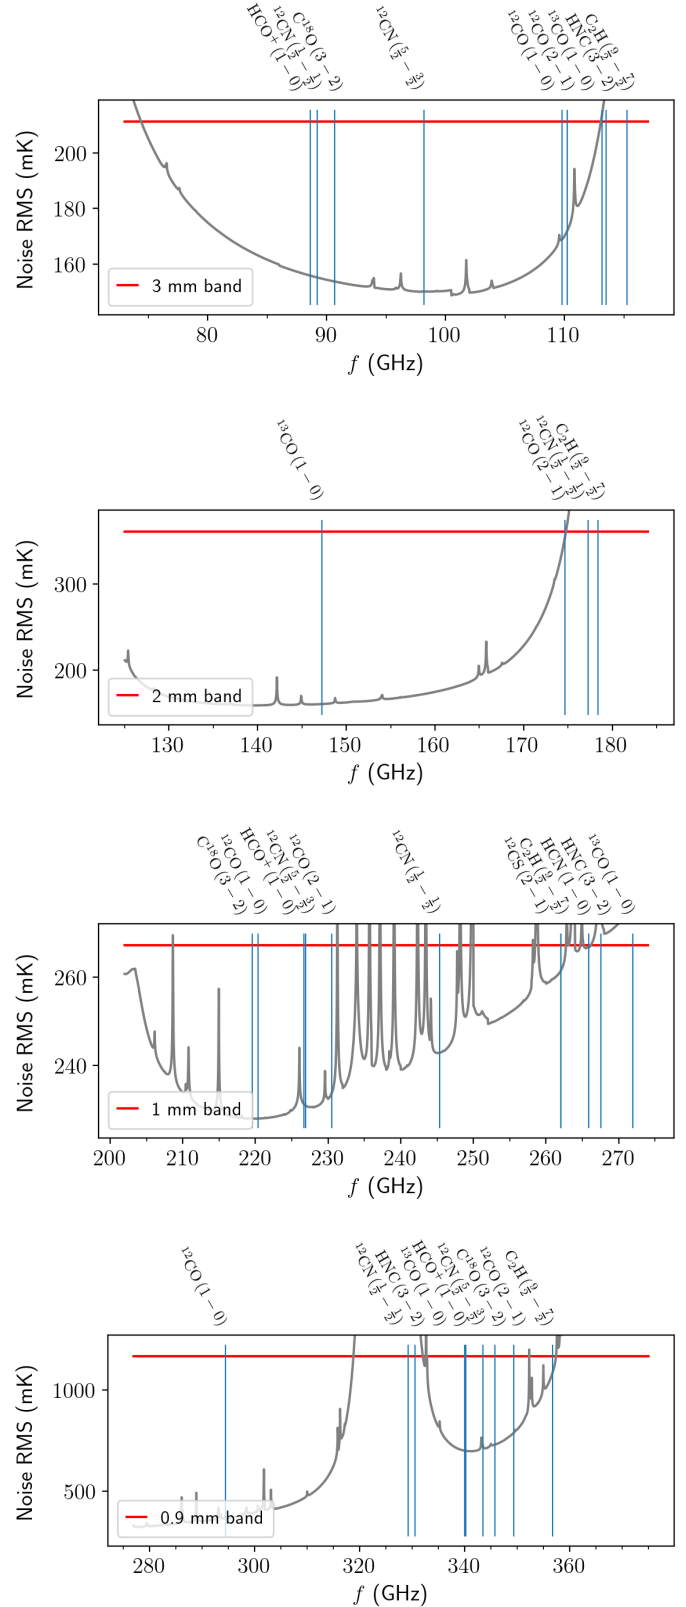 HCO⁺(1 − 0)
¹²CN(1/2 − 1/2)
C¹⁸O(3 − 2)
¹²CN(5/2 − 3/2)
¹²CO(1 − 0)
¹²CO(2 − 1)
¹³CO(1 − 0)
HNC(3 − 2)
C₂H(9/2 − 7/2)
Noise RMS (mK)
200
180
160
3 mm band
80 90 100 110
f (GHz)
¹³CO(1 − 0)
¹²CO(2 − 1)
¹²CN(1/2 − 1/2)
C₂H(9/2 − 7/2)
Noise RMS (mK)
300
200
2 mm band
130 140 150 160 170 180
f (GHz)
C¹⁸O(3 − 2)
¹²CO(1 − 0)
HCO⁺(1 − 0)
¹²CN(5/2 − 3/2)
¹²CO(2 − 1)
¹²CN(1/2 − 1/2)
¹²CS(2 − 1)
C₂H(9/2 − 7/2)
HCN(1 − 0)
HNC(3 − 2)
¹³CO(1 − 0)
Noise RMS (mK)
260
240
1 mm band
200 210 220 230 240 250 260 270
f (GHz)
¹²CO(1 − 0)
¹²CN(1/2 − 1/2)
HNC(3 − 2)
¹³CO(1 − 0)
HCO⁺(1 − 0)
¹²CN(5/2 − 3/2)
C¹⁸O(3 − 2)
¹²CO(2 − 1)
C₂H(9/2 − 7/2)
Noise RMS (mK)
1000
500
0.9 mm band
280 300 320 340 360
f (GHz)